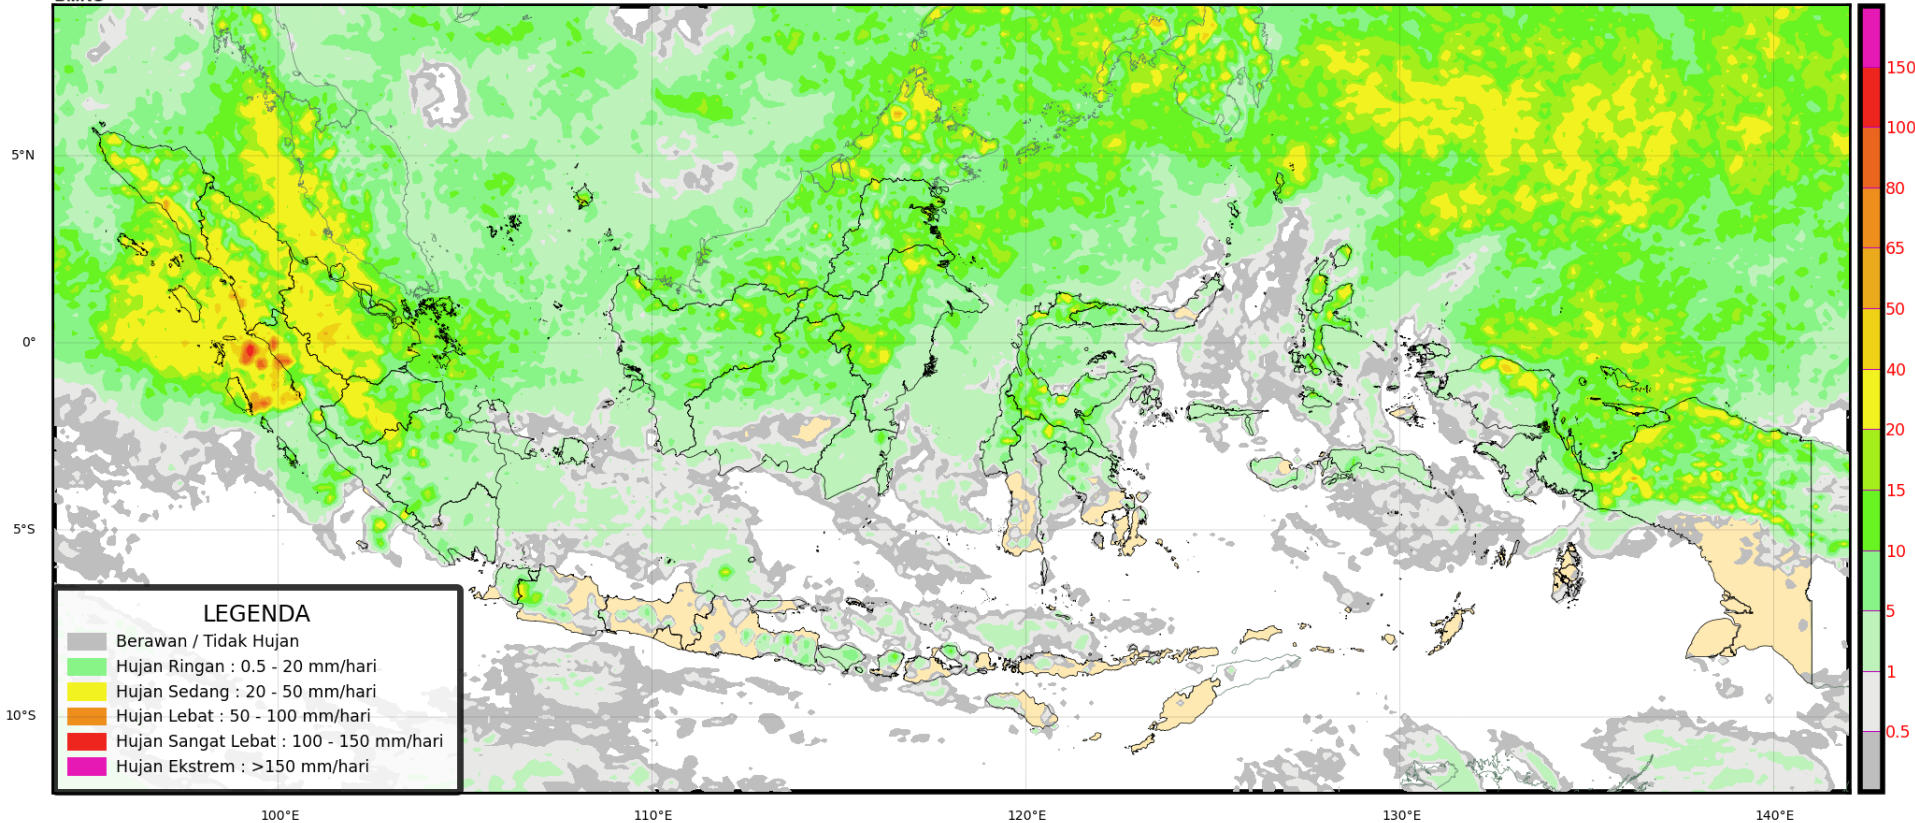 BMKG
5°N
0°
5°S
10°S
100°E
110°E
120°E
130°E
140°E
LEGENDA
Berawan / Tidak Hujan
Hujan Ringan : 0.5 - 20 mm/hari
Hujan Sedang : 20 - 50 mm/hari
Hujan Lebat : 50 - 100 mm/hari
Hujan Sangat Lebat : 100 - 150 mm/hari
Hujan Ekstrem : >150 mm/hari
150
100
80
65
50
40
20
15
10
5
1
0.5